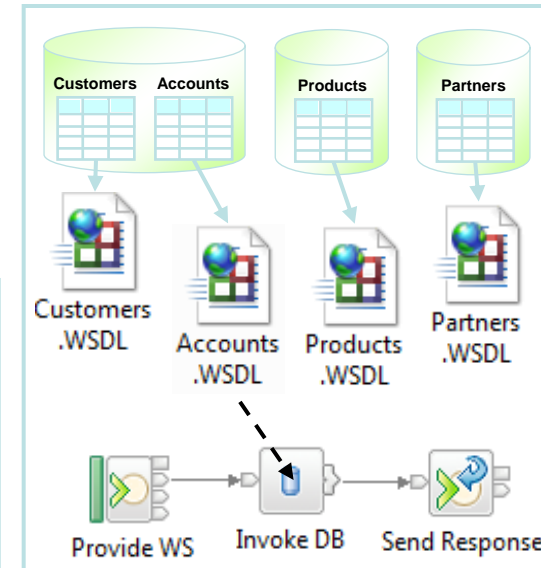 Customers Accounts Products Partners
Customers
.WSDL
Accounts
.WSDL
Products
.WSDL
Partners
.WSDL
Provide WS Invoke DB Send Response